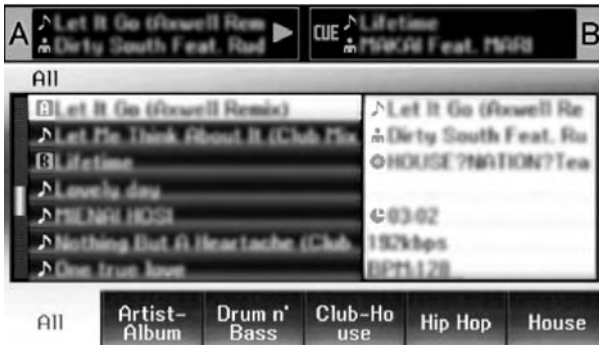 A
Let It Go (Axwell Rem
Dirty South Feat. Rud
CUE
Lifetime
MAKAI Feat. MARI
B
All
A Let It Go (Axwell Remix)
Let Me Think About It (Club Mix
B Lifetime
Lovely day
MIENAI HOSI
Nothing But A Heartache (Club
One true love
Let It Go (Axwell Re
Dirty South Feat. Ru
HOUSE?NATION?Tea
03:02
192kbps
BPM:128
All
Artist-
Album
Drum n'
Bass
Club-Ho
use
Hip Hop
House